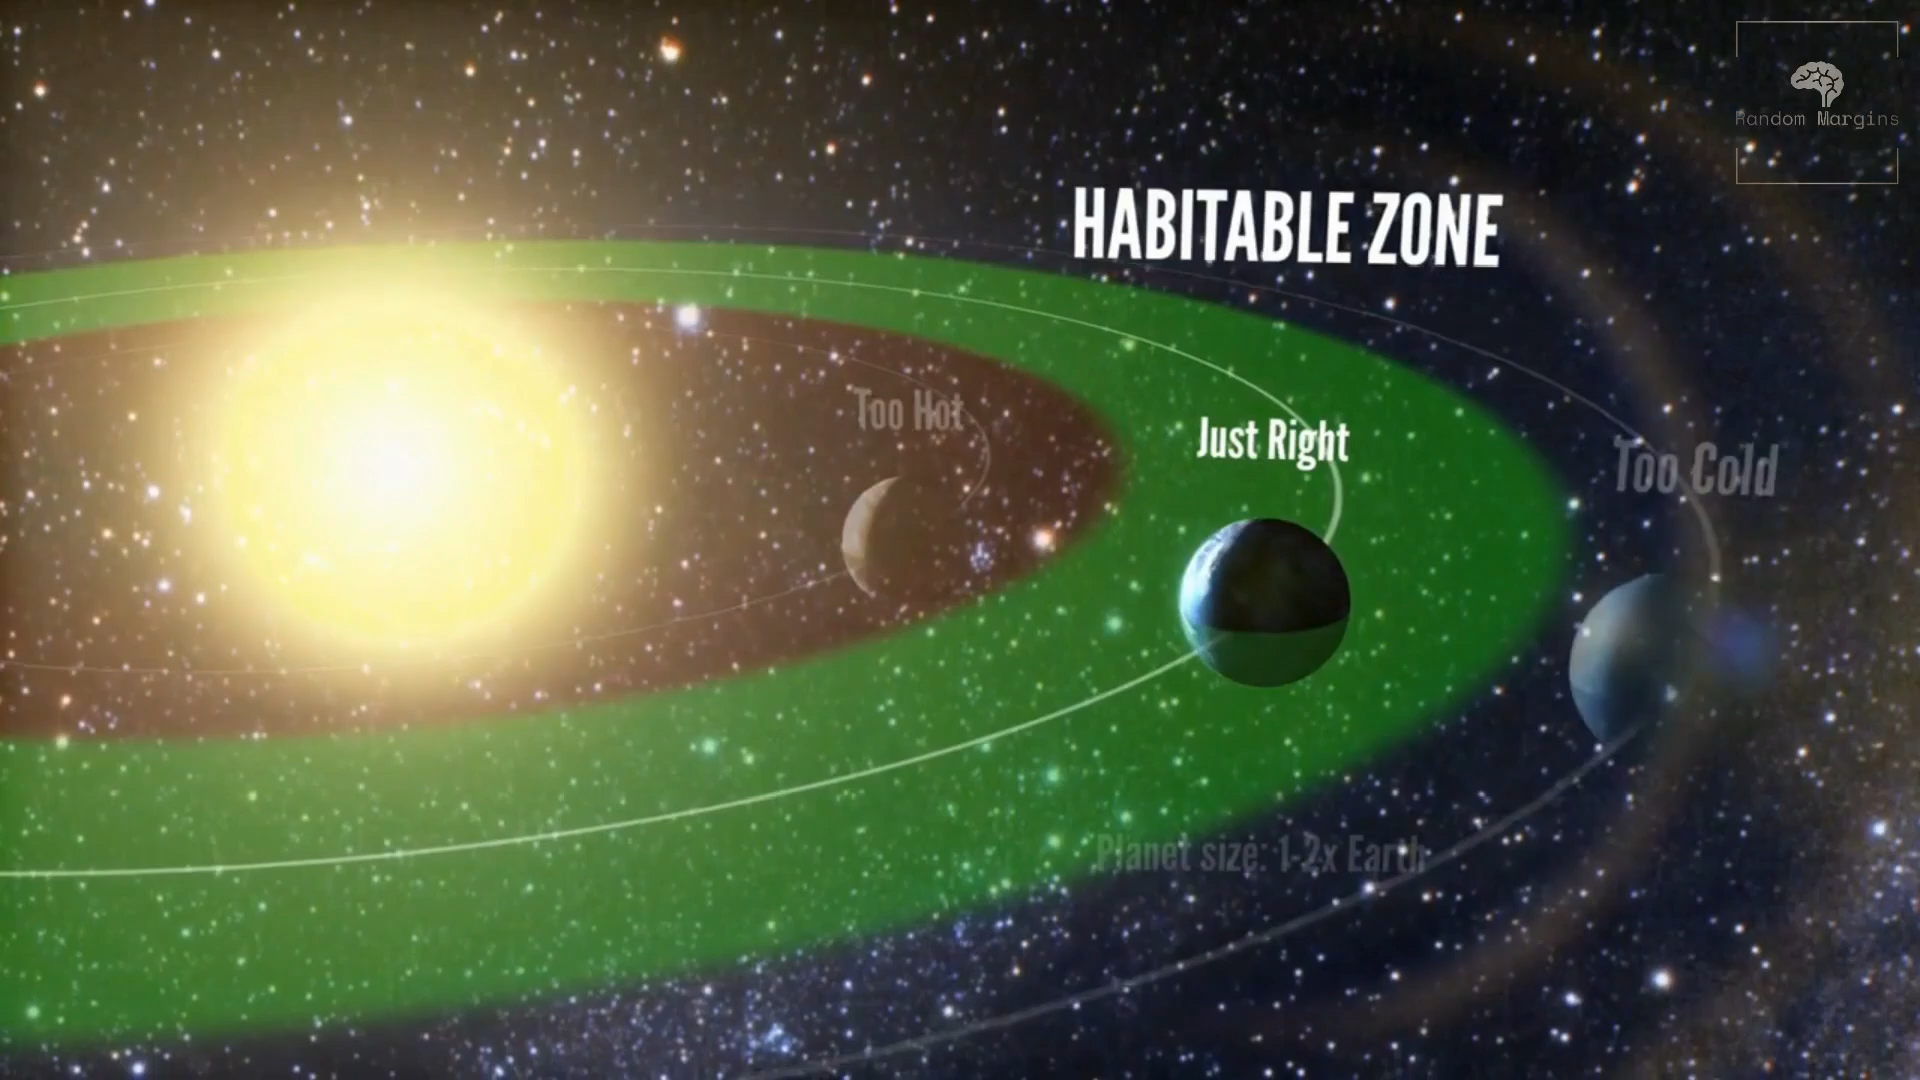 Random Margins
HABITABLE ZONE
Too Hot
Just Right
Too Cold
Planet size: 1-2x Earth